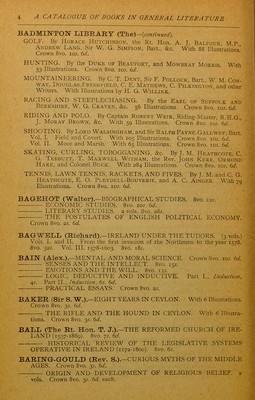 4 A CATALOGUE OF BOOKS IN GENERAL LITERATURE
BADMINTON LIBRARY (The)—(continued).
GOLF. By HORACE HUTCHINSON, the Rt. Hon. A. J. BALFOUR, M.P.,
ANDREW LANG, Sir W. G. SIMPSON, Bart., &c. With 88 Illustrations.
Crown 8vo. 10s. 6d.
HUNTING. By the DUKE OF BEAUFORT, and MOWBRAY MORRIS. With
53 Illustrations. Crown 8vo. 10s. 6d.
MOUNTAINEERING. By C. T. DENT, Sir F. POLLOCK, Bart., W. M. CON-
WAY, DOUGLAS FRESHFIELD, C. E. MATHEWS, C. PILKINGTON, and other
Writers. With Illustrations by H. G. WILLINK.
RACING AND STEEPLECHASING. By the EARL OF SUFFOLK AND
BERKSHIRE, W. G. CRAVEN, &c. 56 Illustrations. Crown 8vo. 10s. 6d.
RIDING AND POLO. By Captain ROBERT WEIR, Riding Master, R.H.G.,
J. MORAY BROWN, &c. With 59 Illustrations. Crown 8vo. 10s. 6d.
SHOOTING. By LORD WALSINGHAM, and Sir RALPH PAYNE-GALLWEY, Bart.
Vol. I. Field and Covert. With 105 Illustrations. Crown 8vo. 10s. 6d.
Vol. II. Moor and Marsh. With 65 Illustrations. Crown 8vo. 10s. 6d.
SKATING, CURLING, TOBOGGANING, &c. By J. M. HEATHCOTE, C.
G. TEBBUTT, T. MAXWELL WITHAM, the Rev. JOHN KERR, ORMOND
HAKE, and Colonel BUCK. With 284 Illustrations. Crown 8vo. 10s. 6d.
TENNIS, LAWN TENNIS, RACKETS, AND FIVES. By J. M. and C. G.
HEATHCOTE, E. O. PLEYDELL-BOUVERIE, and A. C. AINGER. With 79
Illustrations. Crown 8vo. 10s. 6d.
BAGEHOT (Walter).—BIOGRAPHICAL STUDIES. 8vo. 12s.
ECONOMIC STUDIES. 8vo. 10s. 6d.
LITERARY STUDIES. 2 vols. 8vo. 28s.
THE POSTULATES OF ENGLISH POLITICAL ECONOMY.
Crown 8vo. 2s. 6d.
BAGWELL (Richard).—IRELAND UNDER THE TUDORS. (3 vols.)
Vols. I. and II. From the first invasion of the Northmen to the year 1578.
8vo. 32s. Vol. III. 1578-1603. 8vo. 18s.
BAIN (Alex.).—MENTAL AND MORAL SCIENCE. Crown 8vo. 10s. 6d.
SENSES AND THE INTELLECT. 8vo. 15s.
EMOTIONS AND THE WILL. 8vo. 15s.
LOGIC, DEDUCTIVE AND INDUCTIVE. Part I., Deduction,
4s. Part II., Induction, 6s. 6d.
PRACTICAL ESSAYS. Crown 8vo. 2s.
BAKER (Sir S. W.).—EIGHT YEARS IN CEYLON. With 6 Illustrations.
Crown 8vo. 3s. 6d.
THE RIFLE AND THE HOUND IN CEYLON. With 6 Illustra-
tions. Crown 8vo. 3s. 6d.
BALL (The Rt. Hon. T. J.).—THE REFORMED CHURCH OF IRE-
LAND (1537-1889). 8vo. 7s. 6d.
HISTORICAL REVIEW OF THE LEGISLATIVE SYSTEMS
OPERATIVE IN IRELAND (1172-1800). 8vo. 6s.
BARING-GOULD (Rev. S.).—CURIOUS MYTHS OF THE MIDDLE
AGES. Crown 8vo. 3s. 6d.
ORIGIN AND DEVELOPMENT OF RELIGIOUS BELIEF. 2
vols. Crown 8vo. 3s. 6d. each.